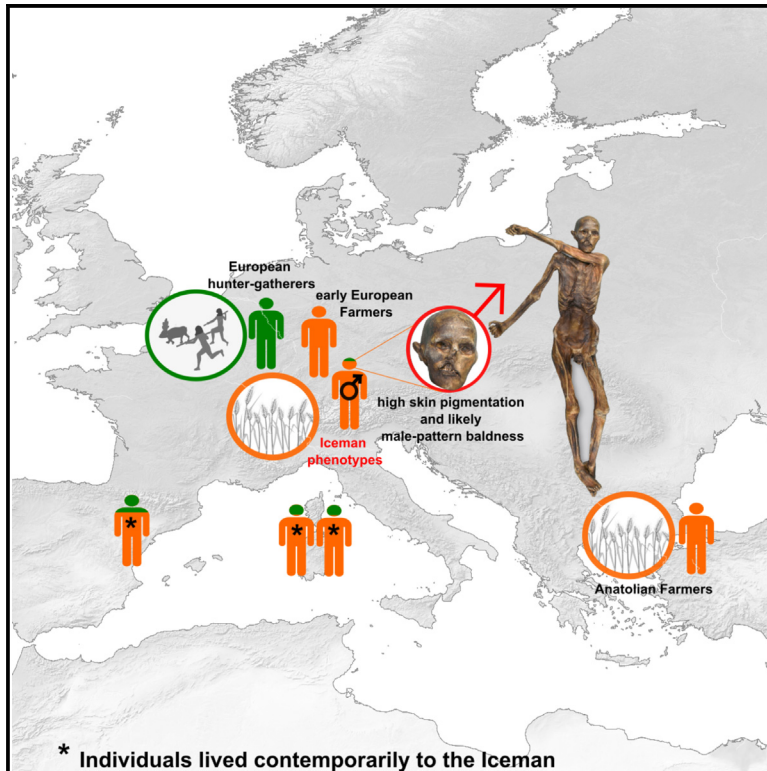 European
hunter-gatherers
early European
Farmers
high skin pigmentation
and likely
male-pattern baldness
Iceman
phenotypes
*
* *
Anatolian Farmers
* Individuals lived contemporarily to the Iceman